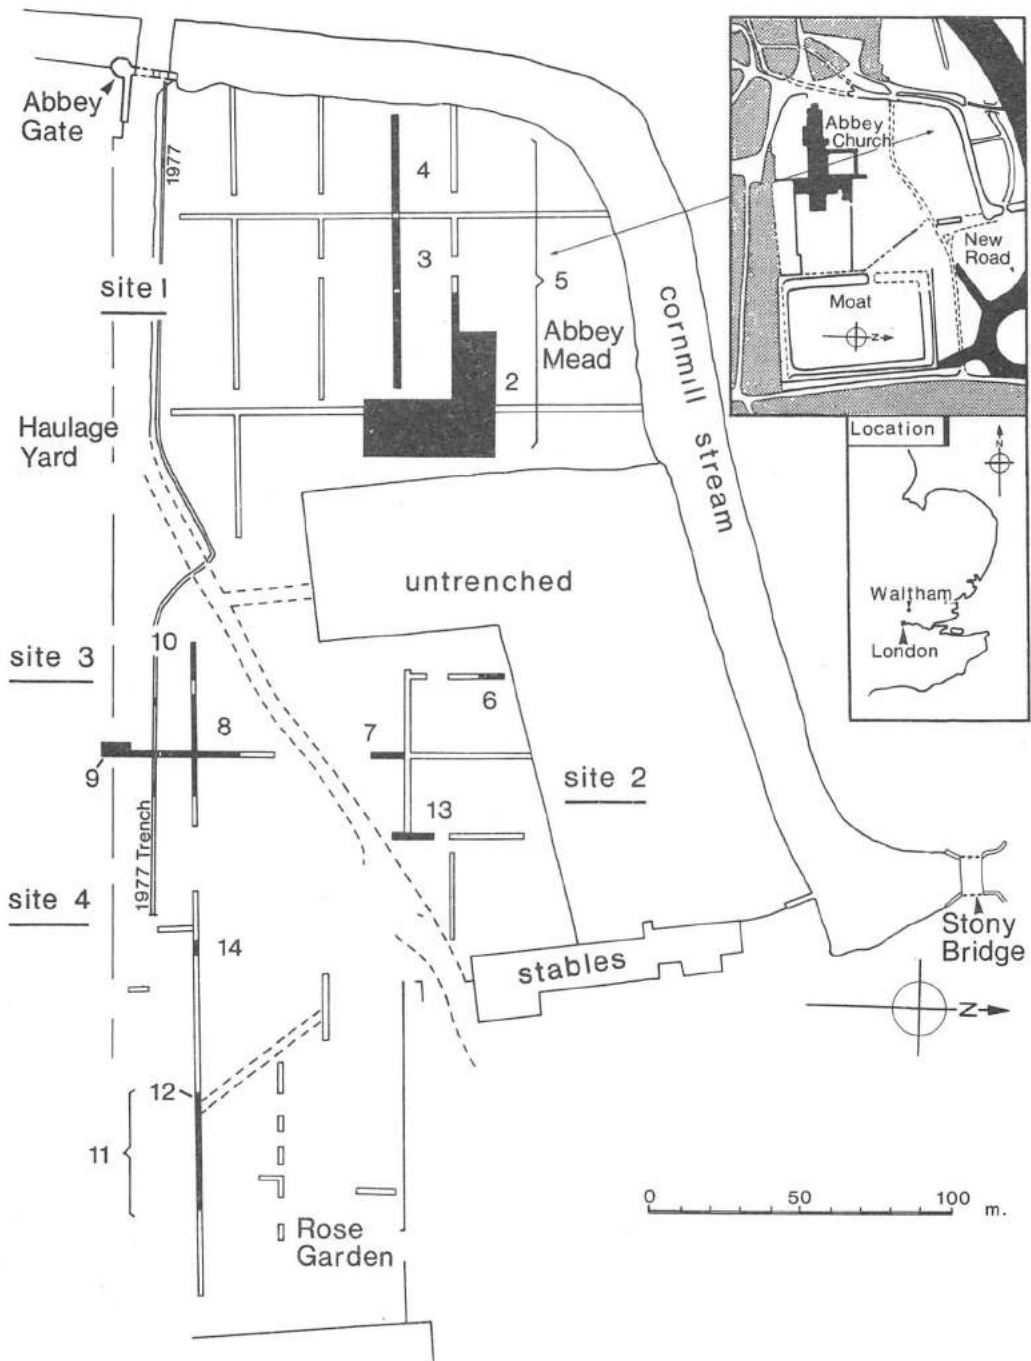 Abbey
Gate
1977
4
3
5
site 1
Abbey
Mead
2
Haulage
Yard
cornmill stream
untrenched
10
site 3
8
7
6
9
site 2
13
1977 Trench
site 4
14
stables
Stony
Bridge
N
12
11
Rose
Garden
0 50 100 m.
Abbey
Church
New
Road
Moat
N
Location
N
Waltham
London